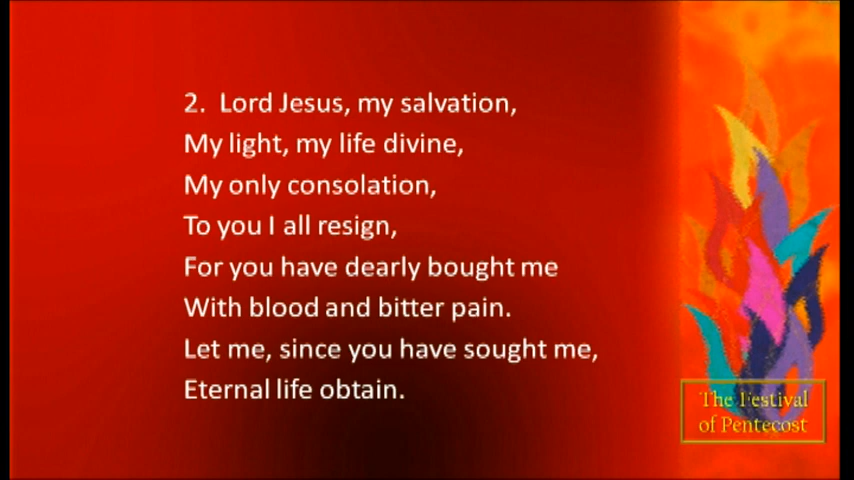 2. Lord Jesus, my salvation,
My light, my life divine,
My only consolation,
To you I all resign,
For you have dearly bought me
With blood and bitter pain.
Let me, since you have sought me,
Eternal life obtain.
The Festival
of Pentecost